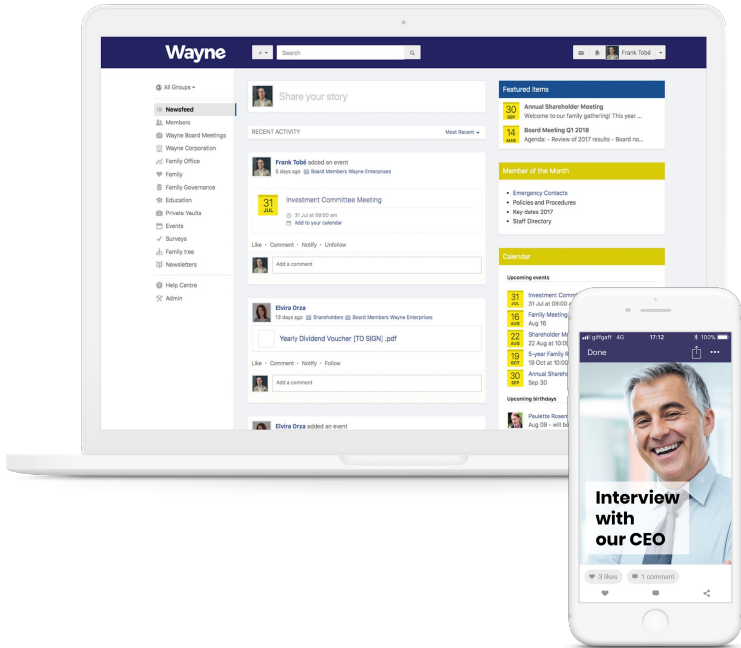 Wayne
Search
Frank Tobé
All Groups
Newsfeed
Members
Wayne Board Meetings
Wayne Corporation
Family Office
Family
Family Governance
Education
Private Vaults
Events
Surveys
Family tree
Newsletters
Help Centre
Admin
Share your story
RECENT ACTIVITY
Most Recent
Frank Tobé added an event
5 days ago Board Members Wayne Enterprises
31 JUL
Investment Committee Meeting
31 Jul at 09:00 am
Add to your calendar
Like · Comment · Notify · Unfollow
Add a comment
Elvira Orza
13 days ago Shareholders Board Members Wayne Enterprises
Yearly Dividend Voucher [TO SIGN] .pdf
Like · Comment · Notify · Follow
Add a comment
Elvira Orza added an event
Featured Items
30 SEP
Annual Shareholder Meeting
Welcome to our family gathering! This year ...
14 MAR
Board Meeting Q1 2018
Agenda: - Review of 2017 results - Board no...
Member of the Month
• Emergency Contacts
• Policies and Procedures
• Key dates 2017
• Staff Directory
Calendar
Upcoming events
31 JUL
Investment Comm
31 Jul at 09:00 a
16 AUG
Family Meeting
Aug 16
22 AUG
Shareholder Me
22 Aug at 10:00
19 OCT
5-year Family R
19 Oct at 10:00
30 SEP
Annual Shareho
Sep 30
Upcoming birthdays
Paulette Rosen
Aug 09 - will b
giffgaff 4G
17:12
100%
Done
Interview
with
our CEO
3 likes
1 comment